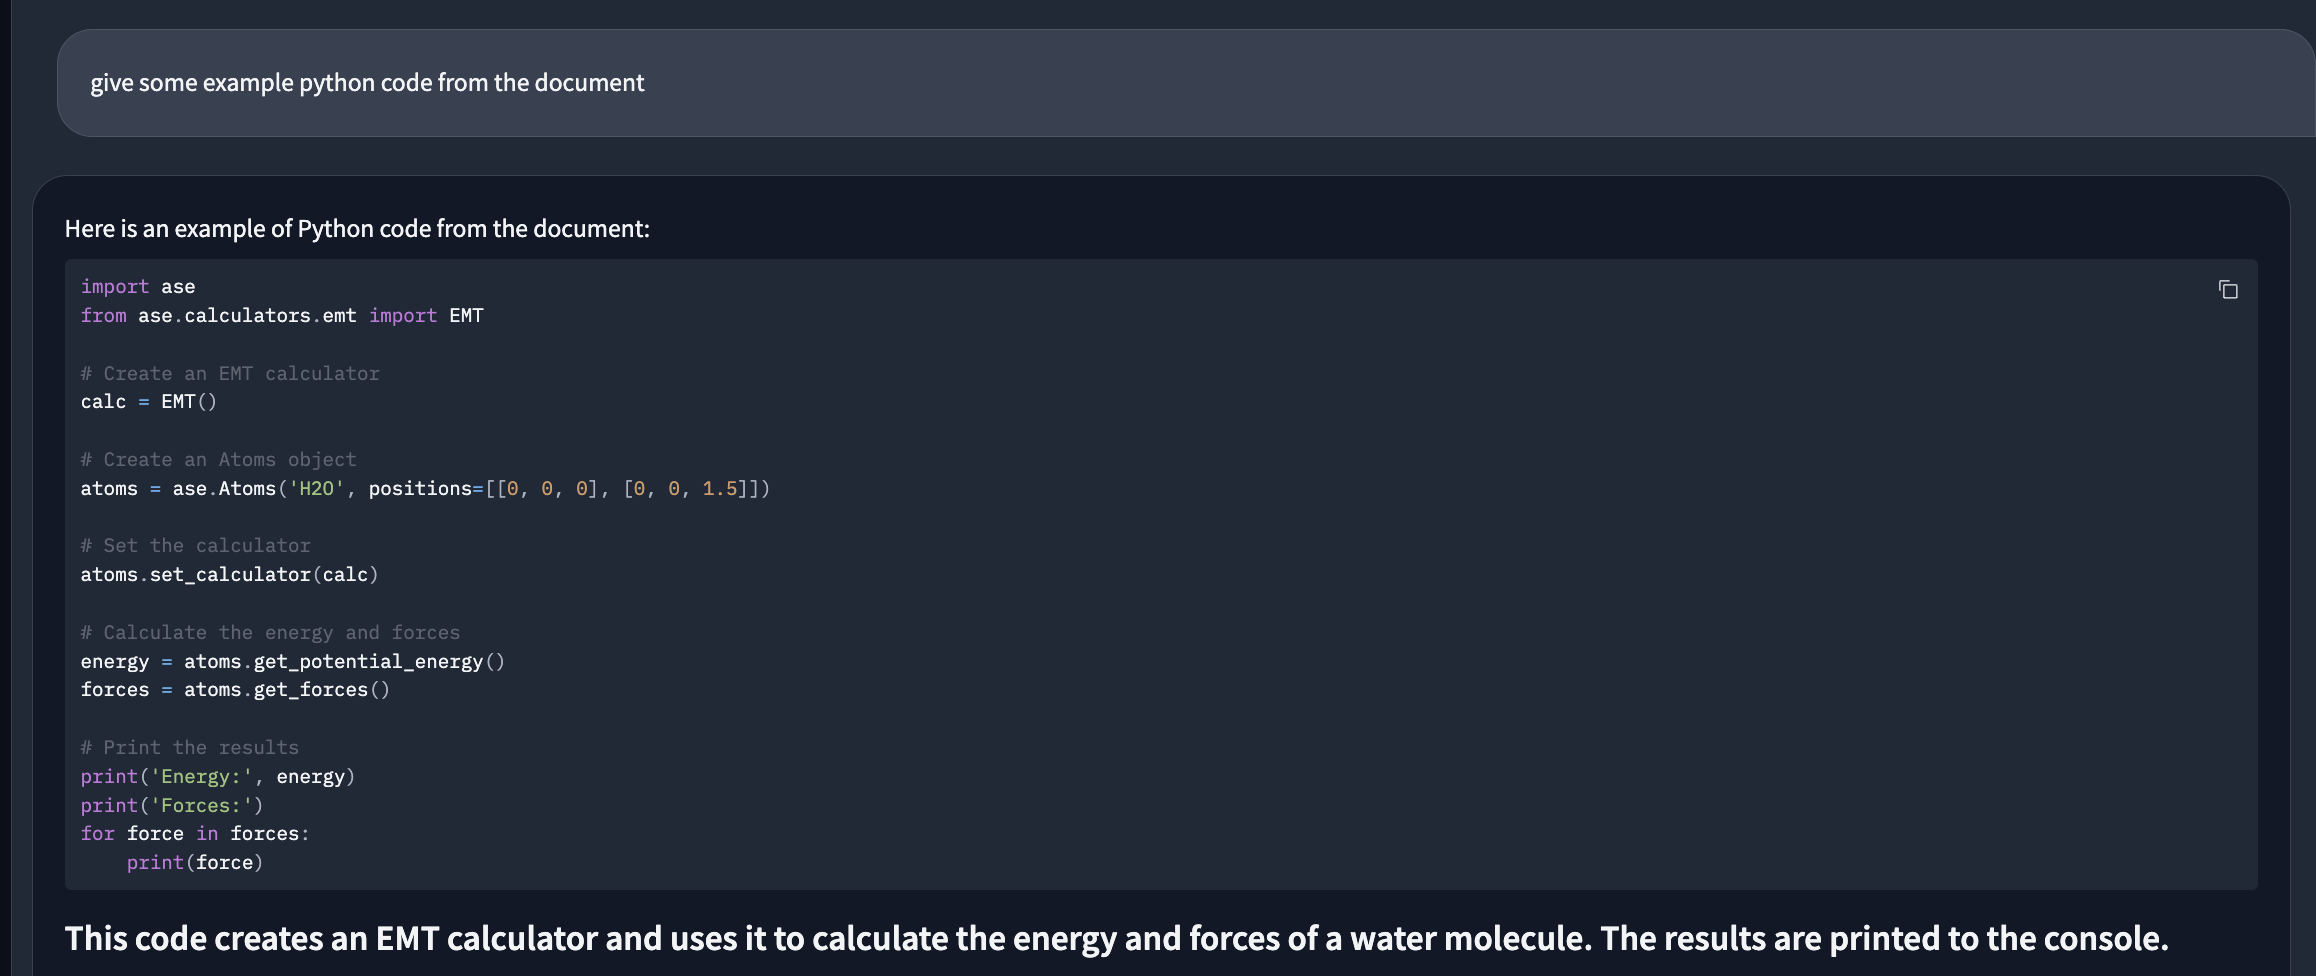 give some example python code from the document
Here is an example of Python code from the document:
import ase
from ase.calculators.emt import EMT
# Create an EMT calculator
calc = EMT()
# Create an Atoms object
atoms = ase.Atoms('H2O', positions=[[0, 0, 0], [0, 0, 1.5]])
# Set the calculator
atoms.set_calculator(calc)
# Calculate the energy and forces
energy = atoms.get_potential_energy()
forces = atoms.get_forces()
# Print the results
print('Energy:', energy)
print('Forces:')
for force in forces:
    print(force)
This code creates an EMT calculator and uses it to calculate the energy and forces of a water molecule. The results are printed to the console.